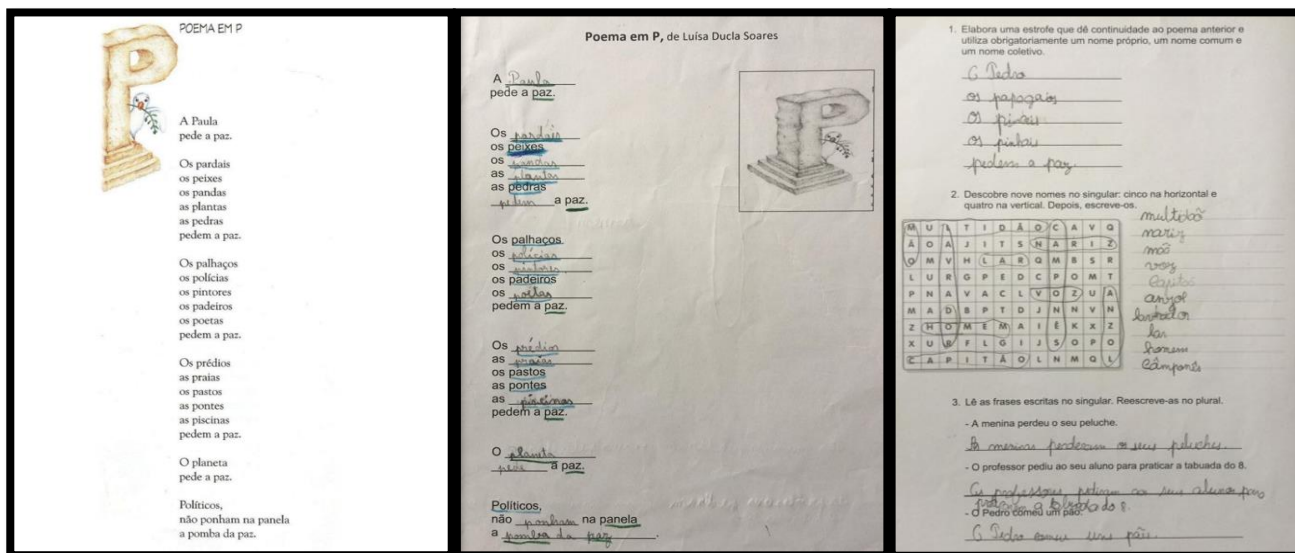 POEMA EM P
A Paula
pede a paz.
Os pardais
os peixes
os pandas
as plantas
as pedras
pedem a paz.
Os palhaços
os polícias
os pintores
os padeiros
os poetas
pedem a paz.
Os prédios
as praias
os pastos
as pontes
as piscinas
pedem a paz.
O planeta
pede a paz.
Políticos,
não ponham na panela
a pomba da paz.
Poema em P, de Luísa Ducla Soares
A Paula
pede a paz.
Os pardais
os peixes
os pandas
as plantas
as pedras
pedem a paz.
Os palhaços
os polícias
os pintores
os padeiros
os poetas
pedem a paz.
Os prédios
as praias
os pastos
as pontes
as piscinas
pedem a paz.
O planeta
pede a paz.
Políticos,
não ponham na panela
a pomba da paz.
1. Elabora uma estrofe que dê continuidade ao poema anterior e
utiliza obrigatoriamente um nome próprio, um nome comum e
um nome coletivo.
O Pedro
os papagaios
os
os pinhais
pedem a paz.
2. Descobre nove nomes no singular: cinco na horizontal e
quatro na vertical. Depois, escreve-os.
M U L T I D Ã O C A V Q
Ã O A J I T S N A R I Z
O M V H L A R Q M B S R
L U R G P E D C P O M T
P N A V A C L V O Z U A
M A D B P T D J N N V N
Z H O M E M A I Ê K X Z
X U R F L G I J S O P O
C A P I T Ã O L N M Q L
multidão
nariz
mão
voz
Capitão
anzol
lavrador
lar
homem
Câmponês
3. Lê as frases escritas no singular. Reescreve-as no plural.
- A menina perdeu o seu peluche.
As meninas perderam os seus peluches.
- O professor pediu ao seu aluno para praticar a tabuada do 8.
Os professores pediram aos seus alunos para
praticar a tabuada do 8.
- O Pedro comeu um pão.
O Pedro comeu uns pães.